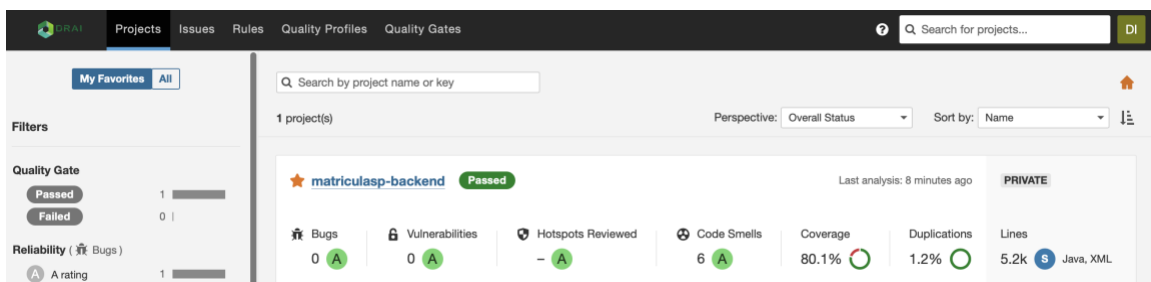 DRAI Projects Issues Rules Quality Profiles Quality Gates ? Search for projects... DI
My Favorites All
Search by project name or key
Filters
1 project(s) Perspective: Overall Status Sort by: Name
Quality Gate
Passed 1
Failed 0
Reliability ( Bugs )
A A rating 1
matriculasp-backend Passed Last analysis: 8 minutes ago PRIVATE
Bugs Vulnerabilities Hotspots Reviewed Code Smells Coverage Duplications Lines
0 A 0 A – A 6 A 80.1% 1.2% 5.2k S Java, XML